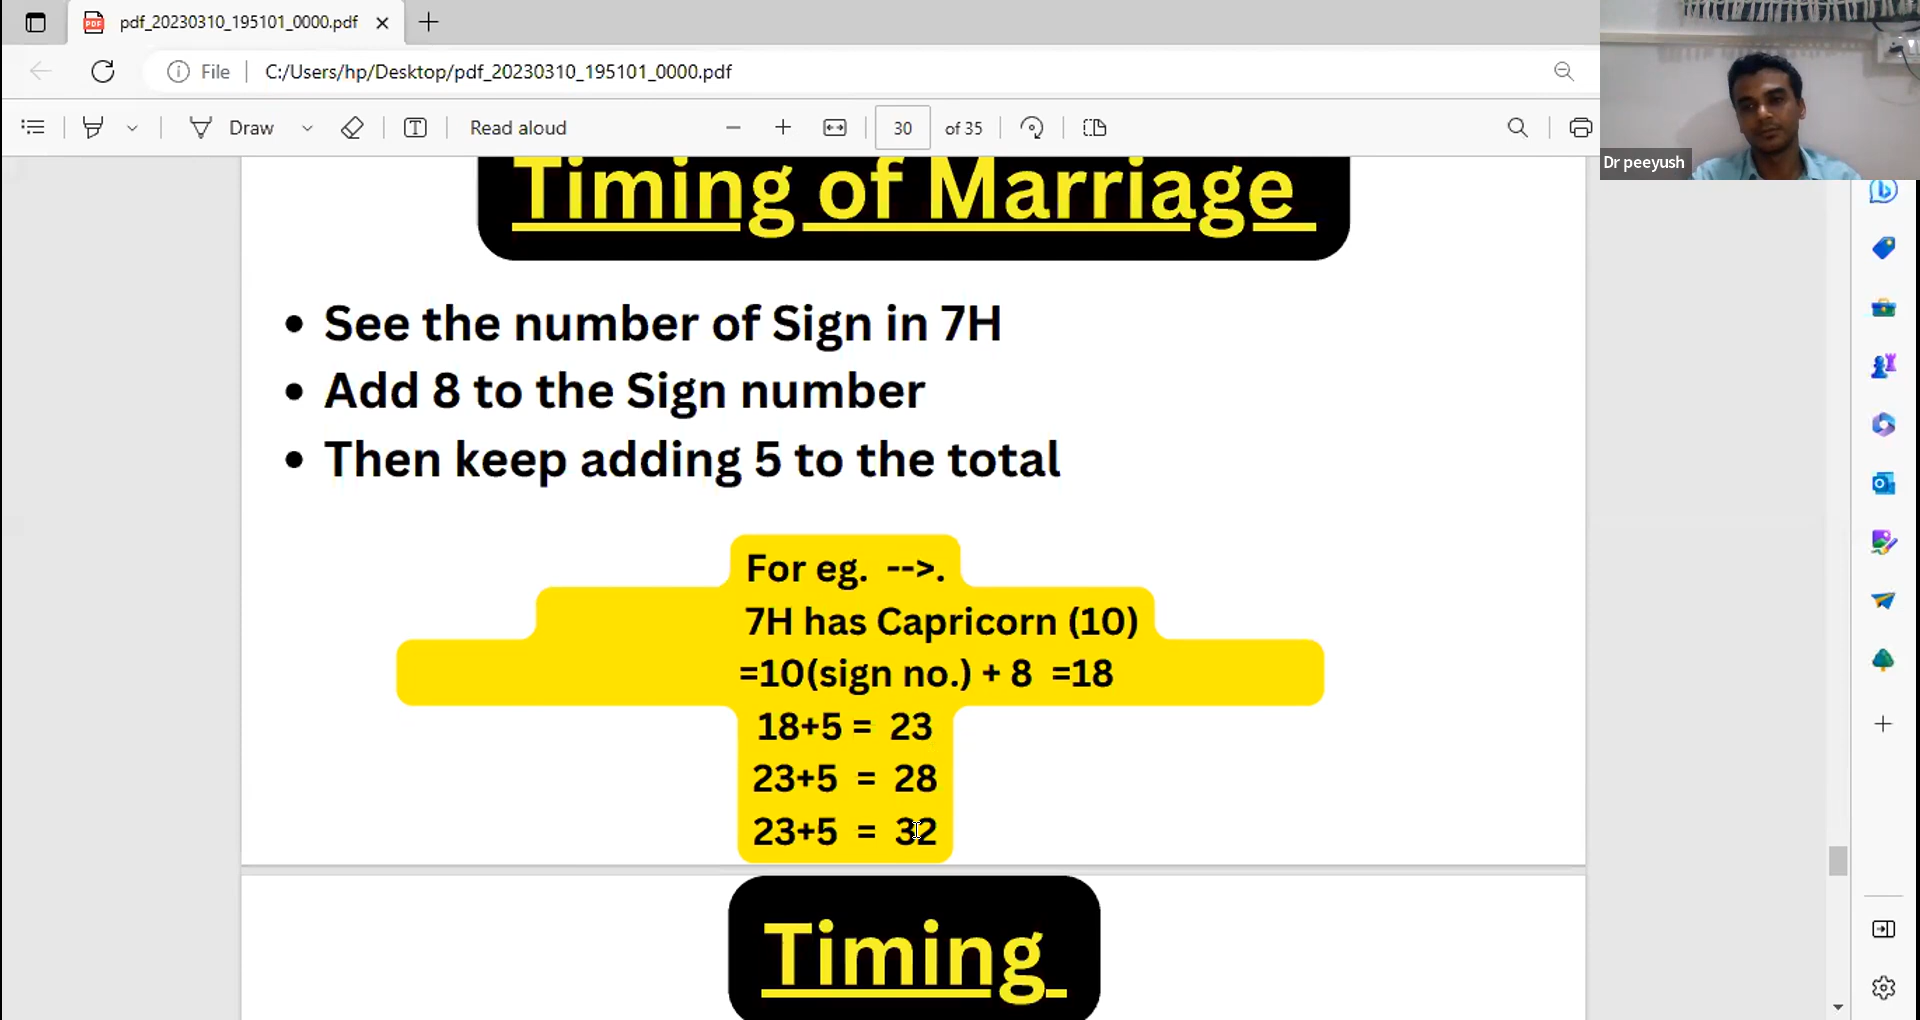 pdf_20230310_195101_0000.pdf
File
C:/Users/hp/Desktop/pdf_20230310_195101_0000.pdf
Draw
Read aloud
30 of 35
Dr peeyush
Timing of Marriage
• See the number of Sign in 7H
• Add 8 to the Sign number
• Then keep adding 5 to the total
For eg. -->.
7H has Capricorn (10)
=10(sign no.) + 8 =18
18+5 = 23
23+5 = 28
23+5 = 32
Timing